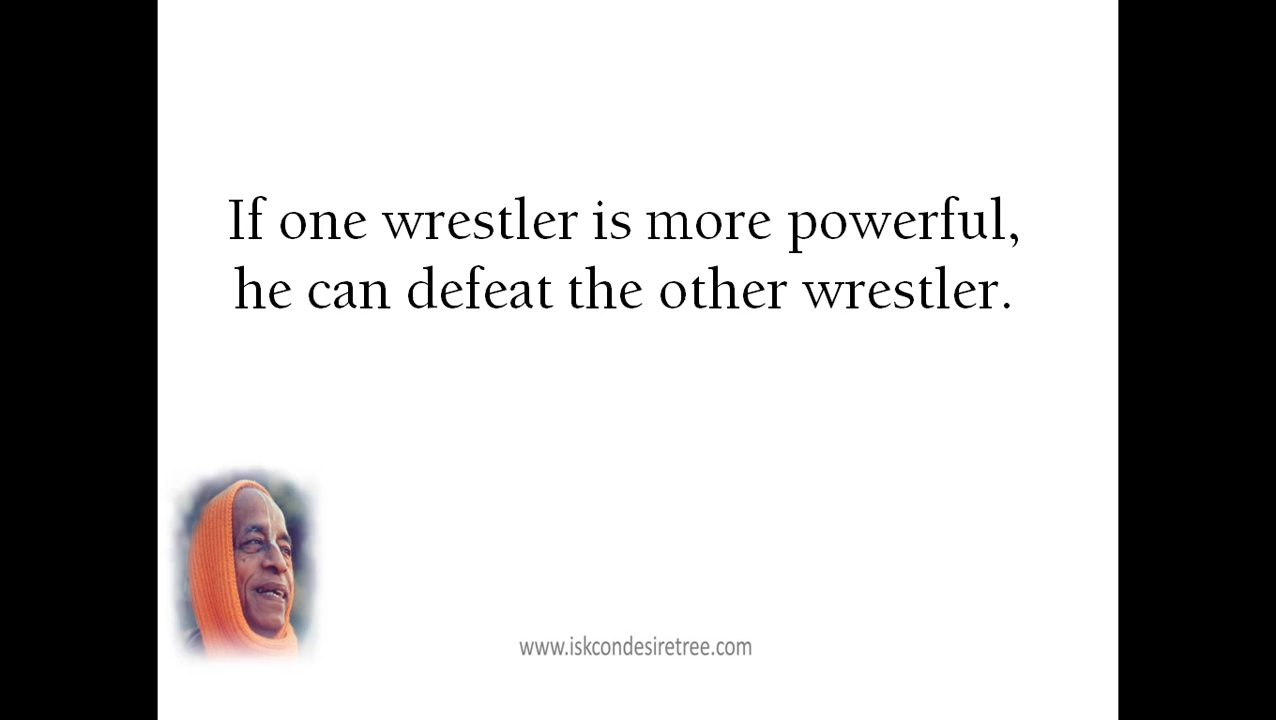 If one wrestler is more powerful,
he can defeat the other wrestler.
www.iskcondesiretree.com